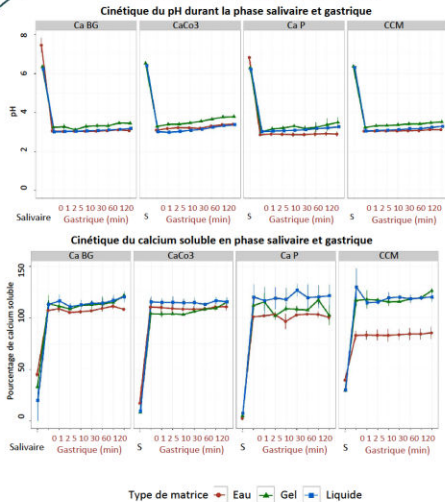 Cinétique du pH durant la phase salivaire et gastrique
Ca BG CaCo3 Ca P CCM
8
6
4
2
0
pH
Salivaire 0 1 2 5 10 30 60 120 S 0 1 2 5 10 30 60 120 S 0 1 2 5 10 30 60 120 S 0 1 2 5 10 30 60 120
Gastrique (min) Gastrique (min) Gastrique (min) Gastrique (min)
Cinétique du calcium soluble en phase salivaire et gastrique
Ca BG CaCo3 Ca P CCM
150
100
50
0
Pourcentage de calcium soluble
Salivaire 0 1 2 5 10 30 60 120 S 0 1 2 5 10 30 60 120 S 0 1 2 5 10 30 60 120 S 0 1 2 5 10 30 60 120
Gastrique (min) Gastrique (min) Gastrique (min) Gastrique (min)
Type de matrice Eau Gel Liquide